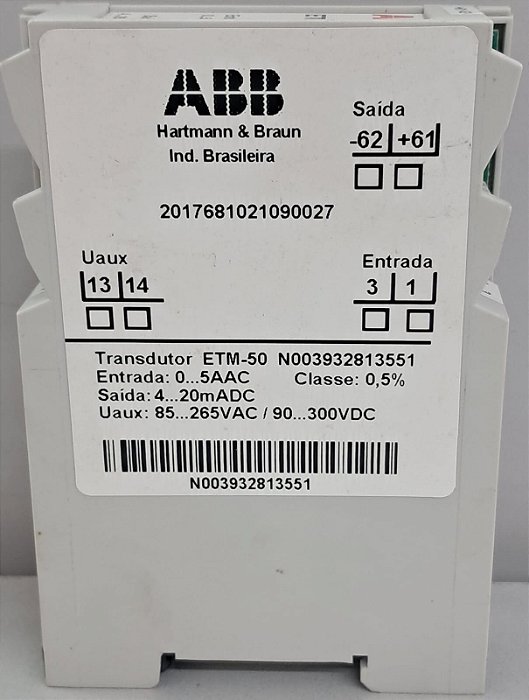 ABB
Hartmann & Braun
Ind. Brasileira
Saída
-62 +61
2017681021090027
Uaux
13 14
Entrada
3 1
Transdutor ETM-50 N003932813551
Entrada: 0...5AAC Classe: 0,5%
Saída: 4...20mADC
Uaux: 85...265VAC / 90...300VDC
N003932813551